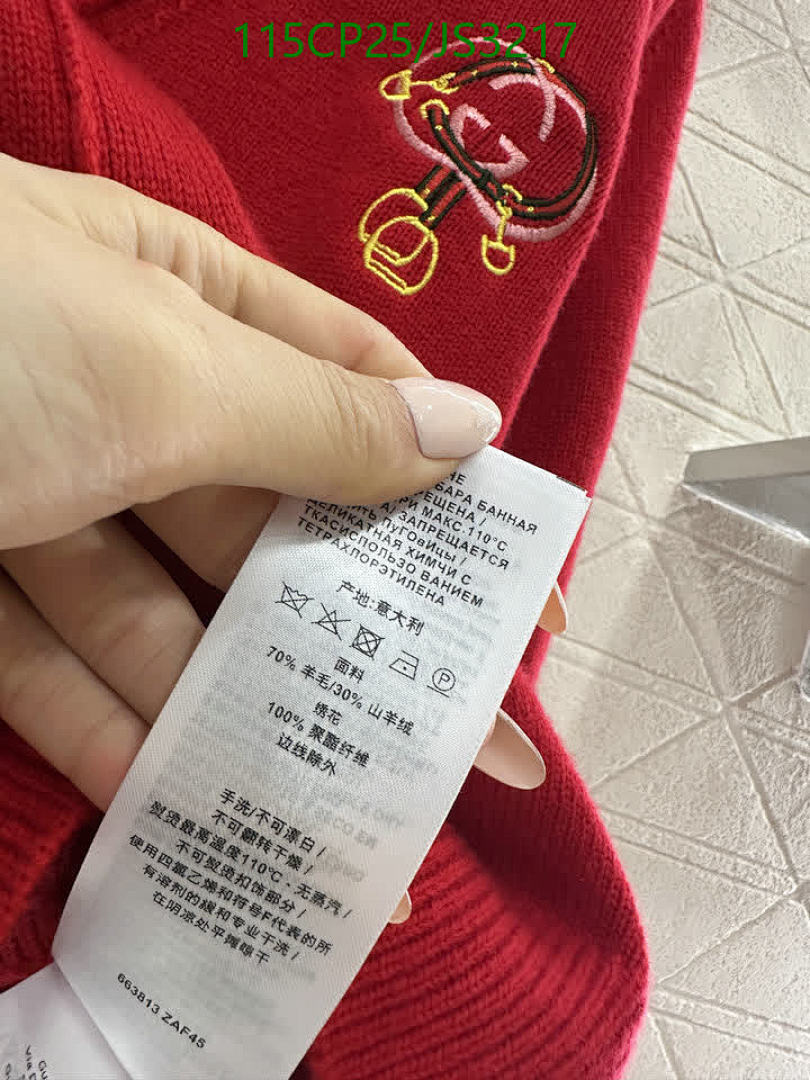 115CP25/JS3217
БАРА БАННАЯ
МАКС.110°C
ЗАПРЕЩАЕТСЯ
ПУГОВИЦЫ /
ДЕЛИКАТНАЯ ХИМЧИ С
ТКАСИСПОЛЬЗО ВАНИЕМ
ТЕТРАХЛОРЭТИЛЕНА
产地:意大利
P
面料
70% 羊毛/30% 山羊绒
绣花
100% 聚酯纤维
边线除外
手洗/不可漂白/
不可翻转干燥/
熨烫最高温度110℃、无蒸汽/
不可熨烫扣饰部分/
使用四氯乙烯和符号F代表的所
有溶剂的缓和专业干洗/
在阴凉处平摊晾干
663813 ZAF45